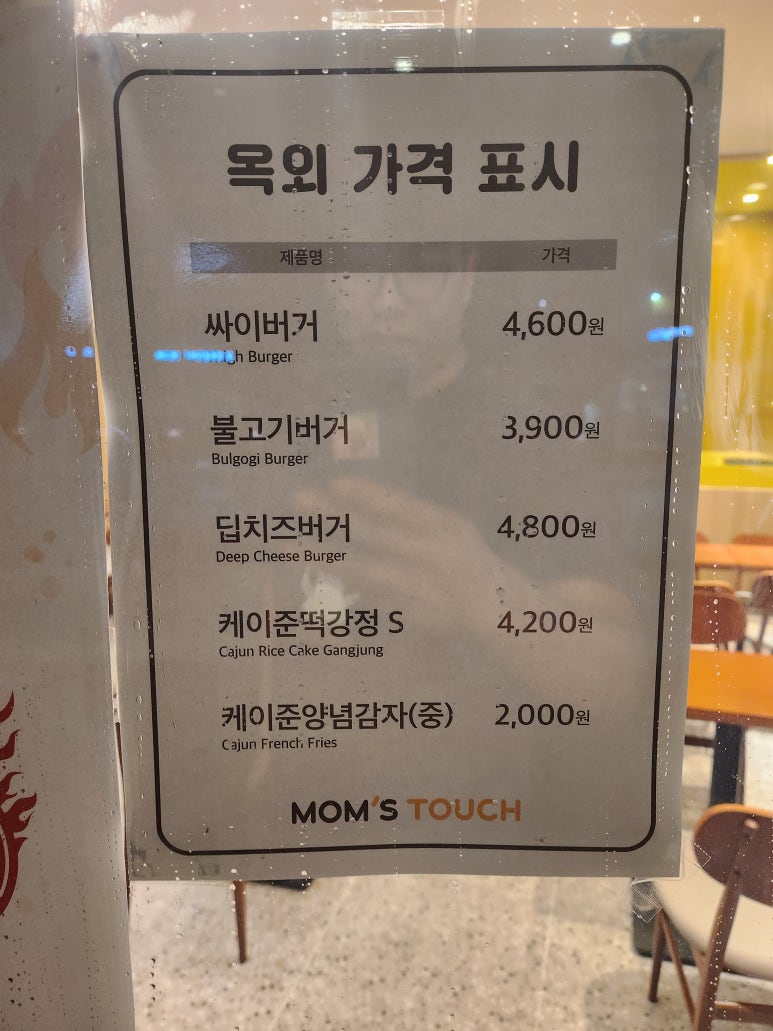 옥외 가격 표시
제품명 가격
싸이버거 4,600원
Burger
불고기버거 3,900원
Bulgogi Burger
딥치즈버거 4,800원
Deep Cheese Burger
케이준떡강정 S 4,200원
Cajun Rice Cake Gangjung
케이준양념감자(중) 2,000원
Cajun French Fries
MOM'S TOUCH